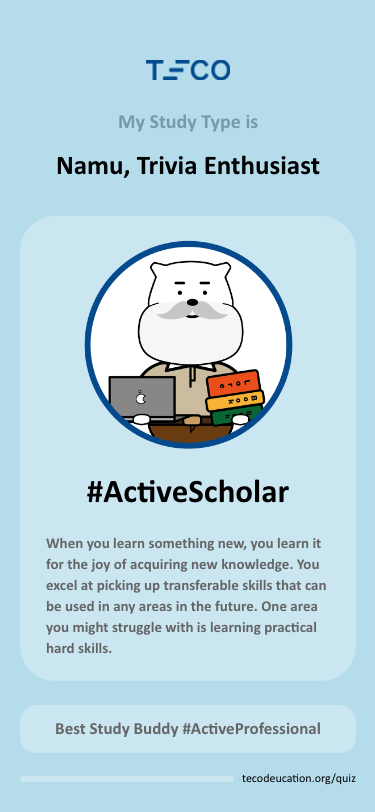 TECO
My Study Type is
Namu, Trivia Enthusiast
#ActiveScholar
When you learn something new, you learn it
for the joy of acquiring new knowledge. You
excel at picking up transferable skills that can
be used in any areas in the future. One area
you might struggle with is learning practical
hard skills.
Best Study Buddy #ActiveProfessional
tecodeucation.org/quiz